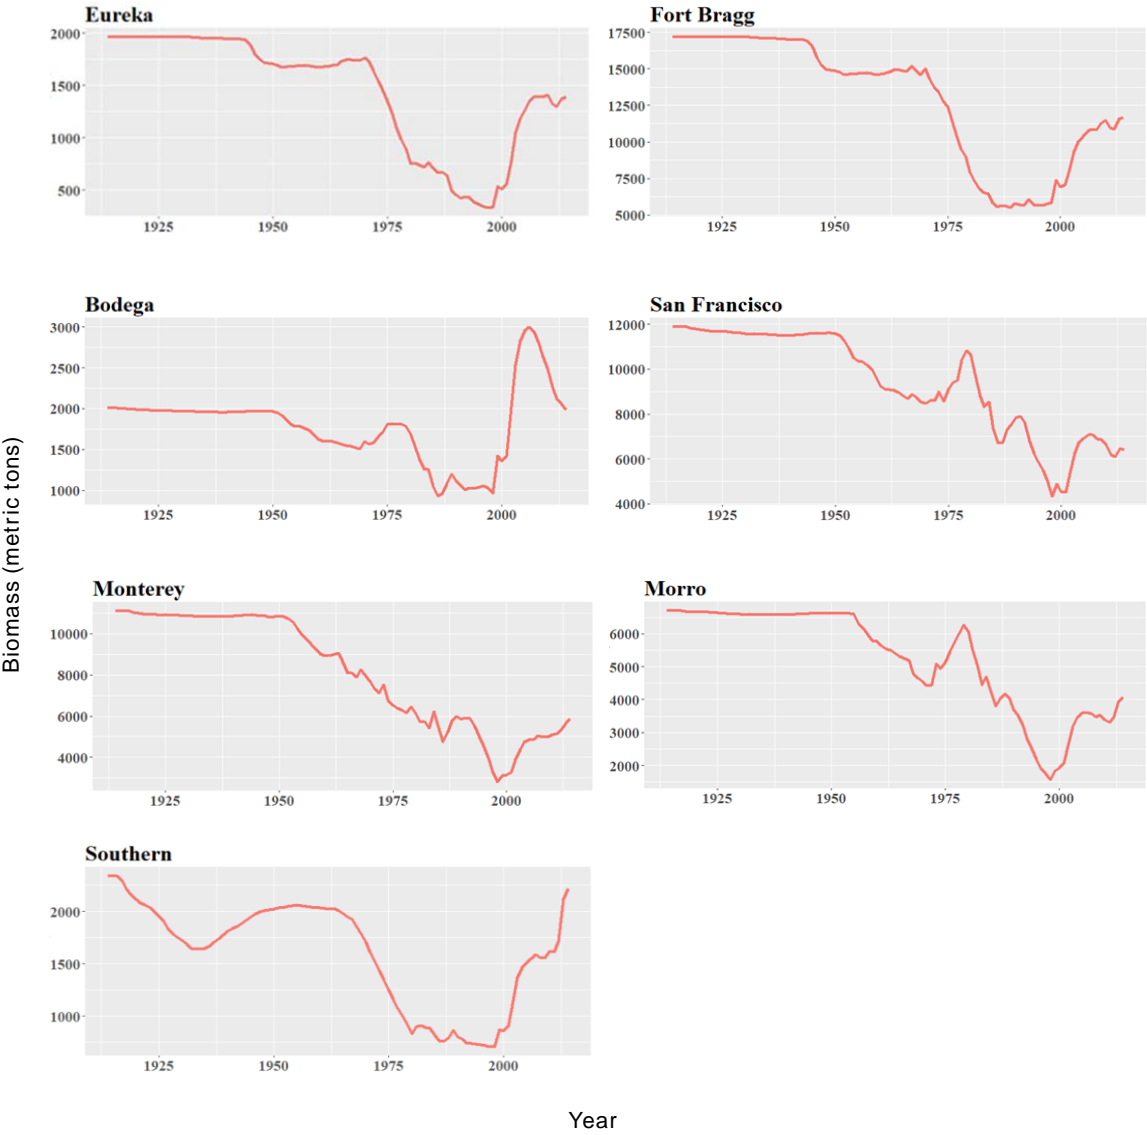 Eureka
2000
1500
1000
500
1925 1950 1975 2000
Fort Bragg
17500
15000
12500
10000
7500
5000
1925 1950 1975 2000
Bodega
3000
2500
2000
1500
1000
1925 1950 1975 2000
San Francisco
12000
10000
8000
6000
4000
1925 1950 1975 2000
Biomass (metric tons)
Monterey
10000
8000
6000
4000
1925 1950 1975 2000
Morro
6000
5000
4000
3000
2000
1925 1950 1975 2000
Southern
2000
1500
1000
1925 1950 1975 2000
Year